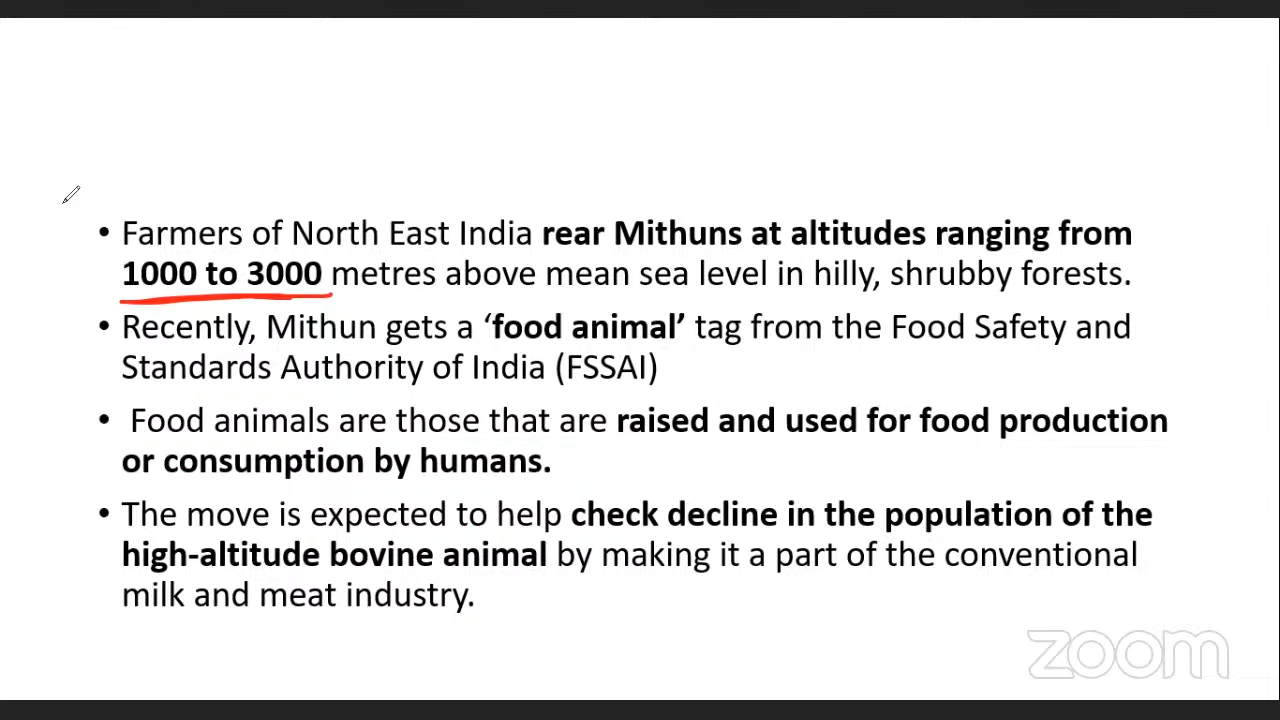 • Farmers of North East India rear Mithuns at altitudes ranging from
1000 to 3000 metres above mean sea level in hilly, shrubby forests.
• Recently, Mithun gets a ‘food animal’ tag from the Food Safety and
Standards Authority of India (FSSAI)
• Food animals are those that are raised and used for food production
or consumption by humans.
• The move is expected to help check decline in the population of the
high-altitude bovine animal by making it a part of the conventional
milk and meat industry.
zoom